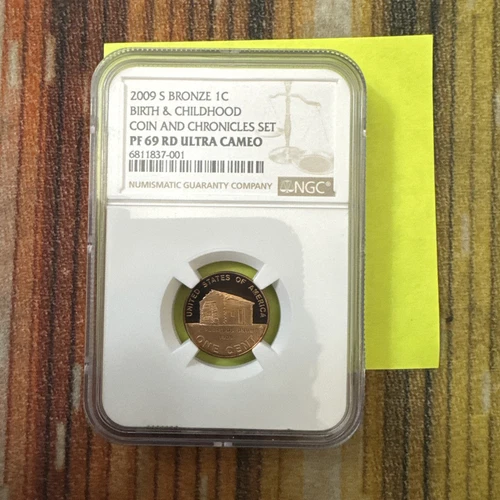 2009 S BRONZE 1C
BIRTH & CHILDHOOD
COIN AND CHRONICLES SET
PF 69 RD ULTRA CAMEO
6811837-001
NUMISMATIC GUARANTY COMPANY
NGC®
UNITED STATES OF AMERICA
ONE CENT